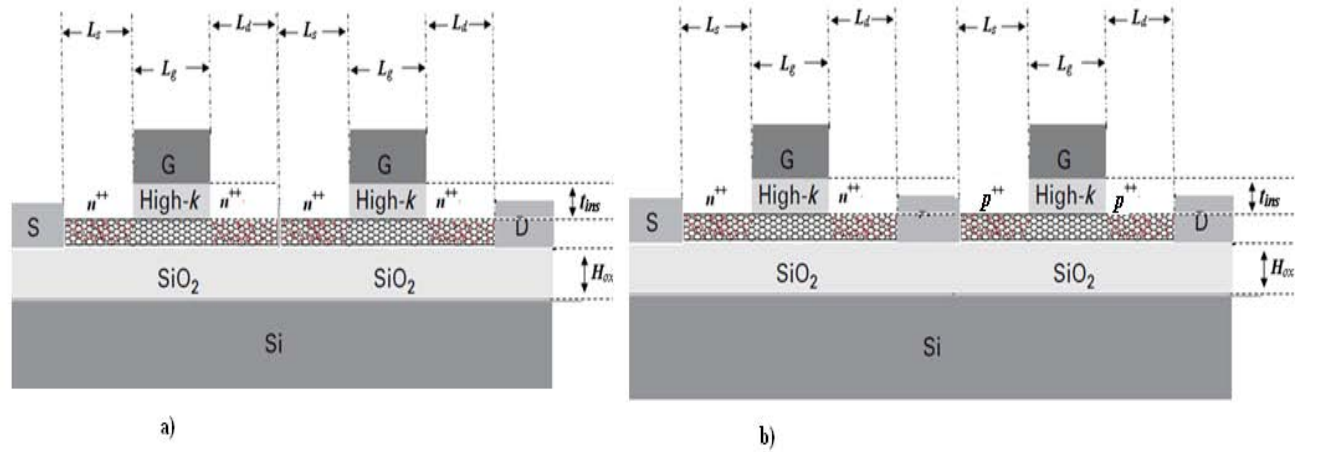 Ls Ld Ls Ld
Lg Lg
G G
n++ High-k n++ n++ High-k n++ tins
S D
SiO2 SiO2 Hox
Si
a)
Ls Ld Ls Ld
Lg Lg
G G
n++ High-k n++ p++ High-k p++ tins
S D
SiO2 SiO2 Hox
Si
b)